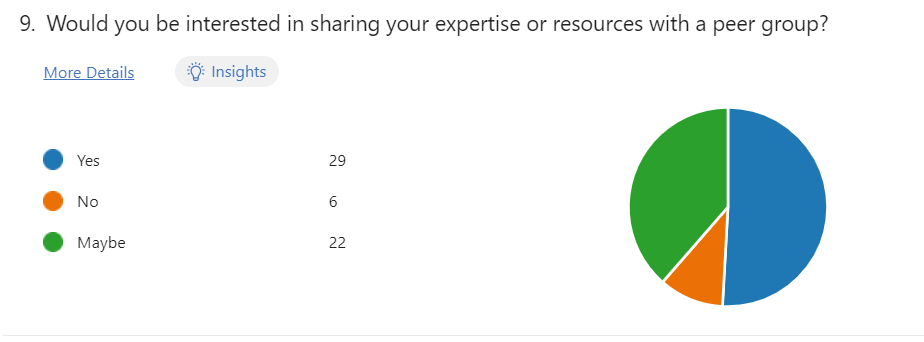 9. Would you be interested in sharing your expertise or resources with a peer group?
More Details
Insights
Yes 29
No 6
Maybe 22